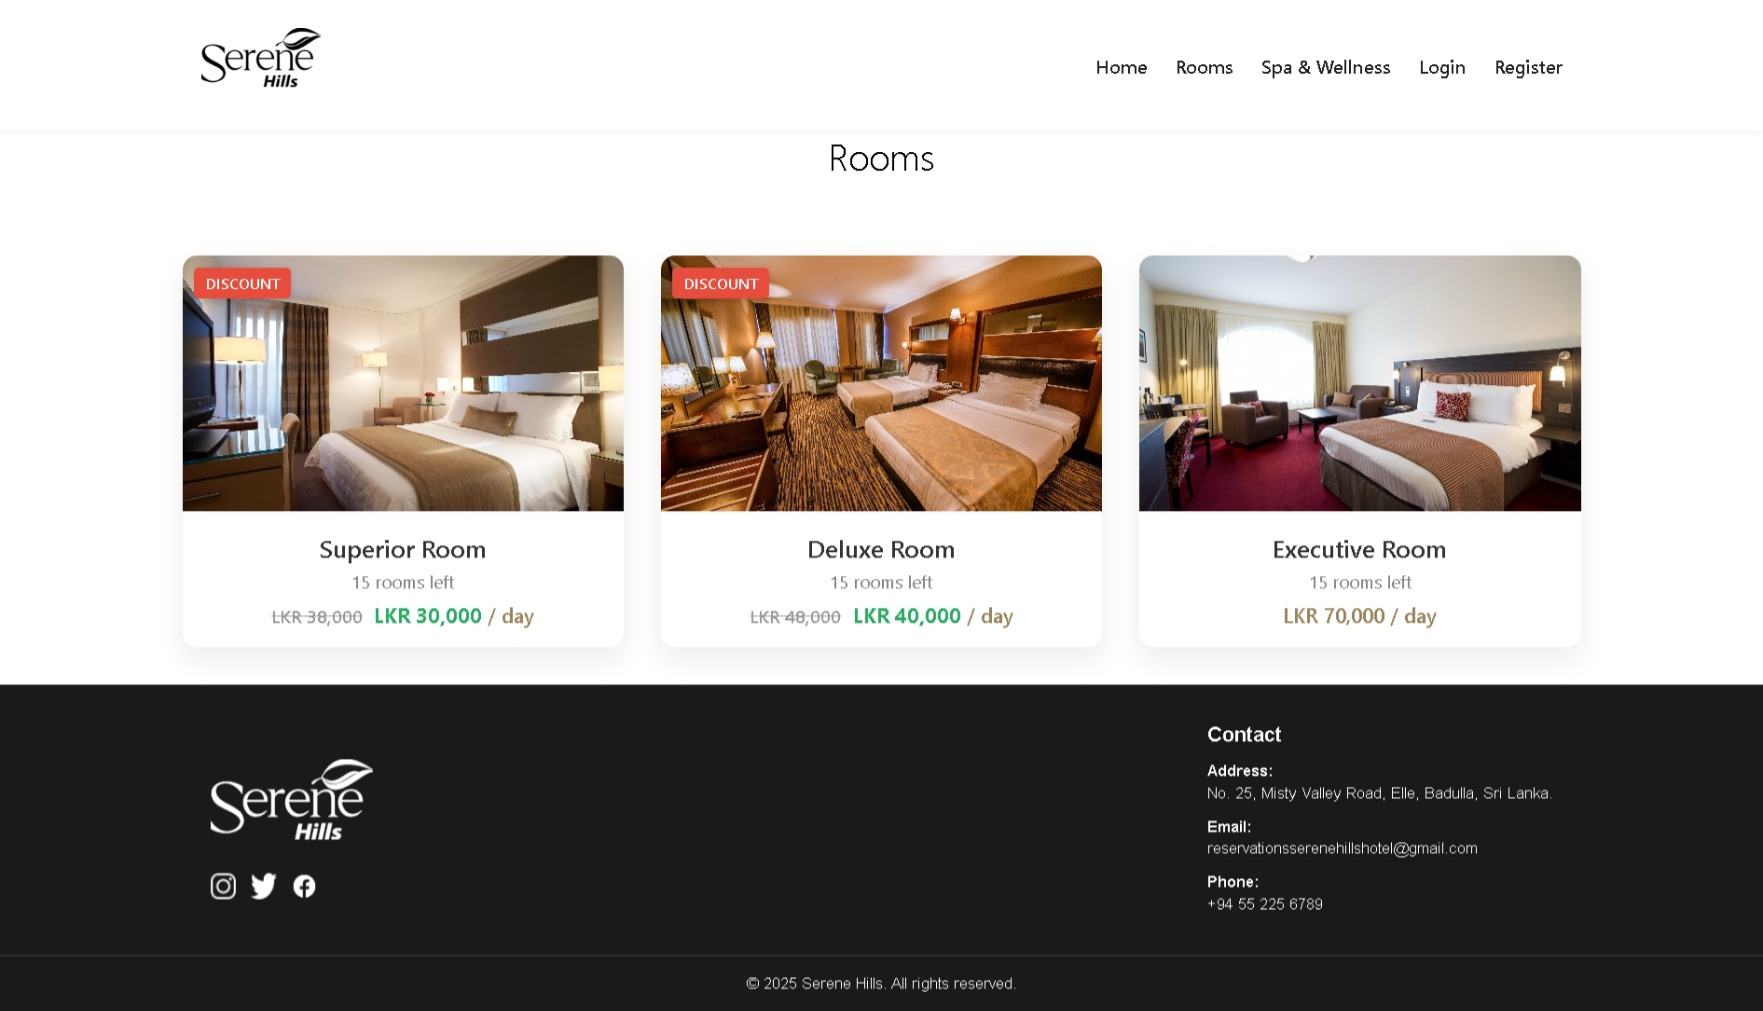 Serene
Hills
Home Rooms Spa & Wellness Login Register
Rooms
DISCOUNT
Superior Room
15 rooms left
LKR 38,000 LKR 30,000 / day
DISCOUNT
Deluxe Room
15 rooms left
LKR 48,000 LKR 40,000 / day
Executive Room
15 rooms left
LKR 70,000 / day
Serene
Hills
Contact
Address:
No. 25, Misty Valley Road, Elle, Badulla, Sri Lanka.
Email:
reservationsserenehillshotel@gmail.com
Phone:
+94 55 225 6789
© 2025 Serene Hills. All rights reserved.